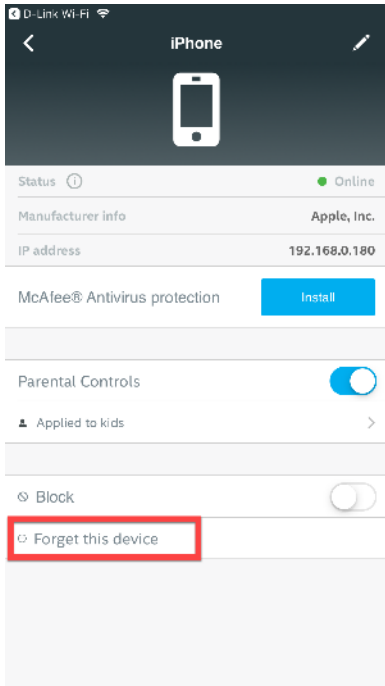 D-Link Wi-Fi
iPhone
Status Online
Manufacturer info Apple, Inc.
IP address 192.168.0.180
McAfee® Antivirus protection Install
Parental Controls
Applied to kids
Block
Forget this device